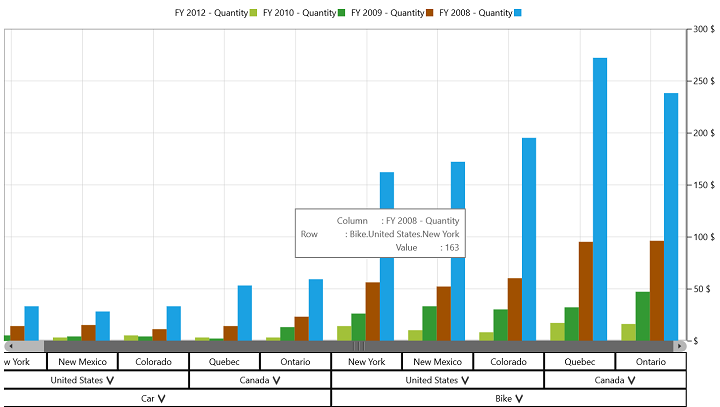 FY 2012 - Quantity FY 2010 - Quantity FY 2009 - Quantity FY 2008 - Quantity
300 $
250 $
200 $
150 $
100 $
50 $
$
Column : FY 2008 - Quantity
Row : Bike.United States.New York
Value : 163
w York New Mexico Colorado Quebec Ontario New York New Mexico Colorado Quebec Ontario
United States Canada United States Canada
Car Bike